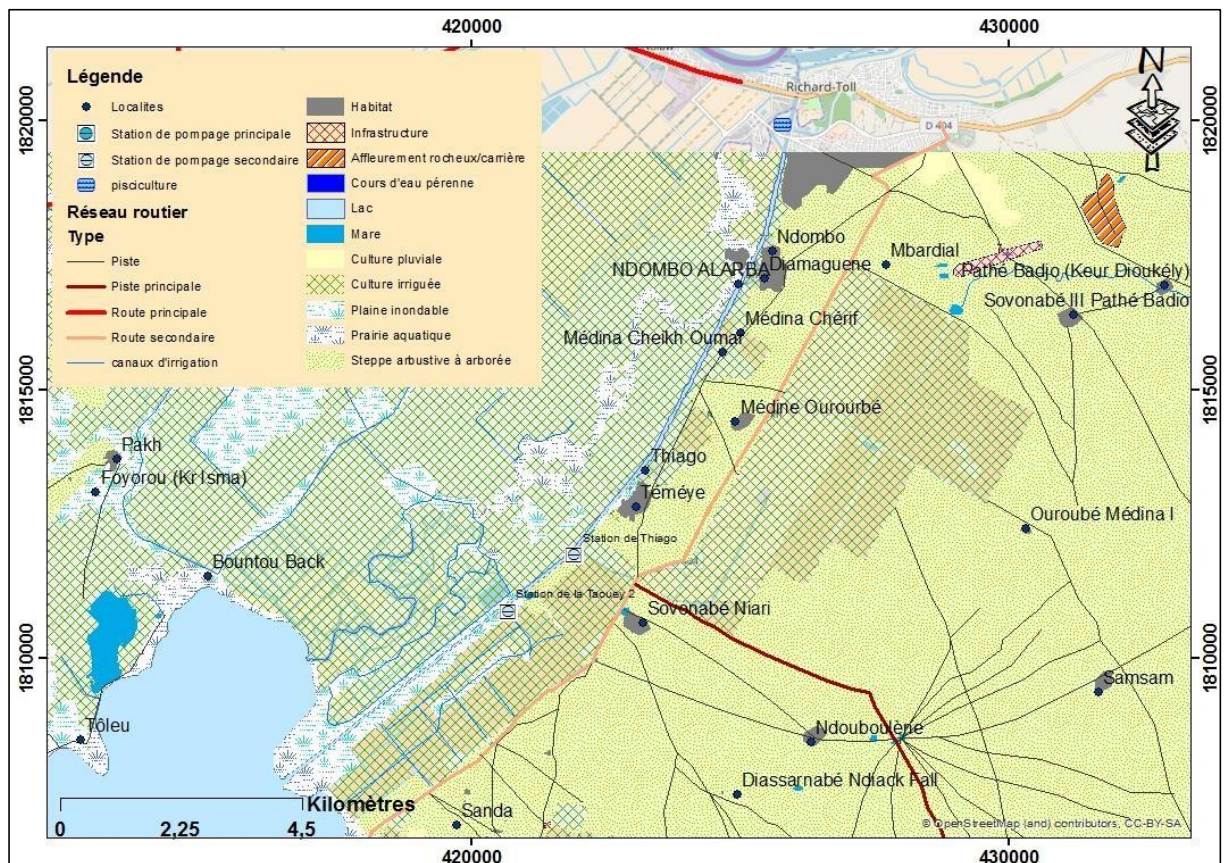 420000 430000
1820000
1815000
1810000
1820000
1815000
1810000
Légende
Localites
Station de pompage principale
Station de pompage secondaire
pisciculture
Réseau routier
Type
Piste
Piste principale
Route principale
Route secondaire
canaux d'irrigation
Habitat
Infrastructure
Affleurement rocheux/carrière
Cours d'eau pérenne
Lac
Mare
Culture pluviale
Culture irriguée
Plaine inondable
Prairie aquatique
Steppe arbustive à arborée
N
Richard-Toll
D 404
Ndombo
Mbardial
NDOMBO ALARBA
Diamaguene
Pathé Badjo (Keur Dioukély)
Sovonabé III Pathé Badio
Médina Chérif
Médina Cheikh Oumar
Médine Ourourbé
Pakh
Foyorou (Kr Isma)
Thiago
Téméye
Ouroubé Médina I
Station de Thiago
Bountou Back
Station de la Taouey 2
Sovonabé Niari
Samsam
Tôleu
Ndouboulène
Diassarnabé Ndiack Fall
Sanda
Kilomètres
0 2,25 4,5
© OpenStreetMap (and) contributors, CC-BY-SA
420000 430000